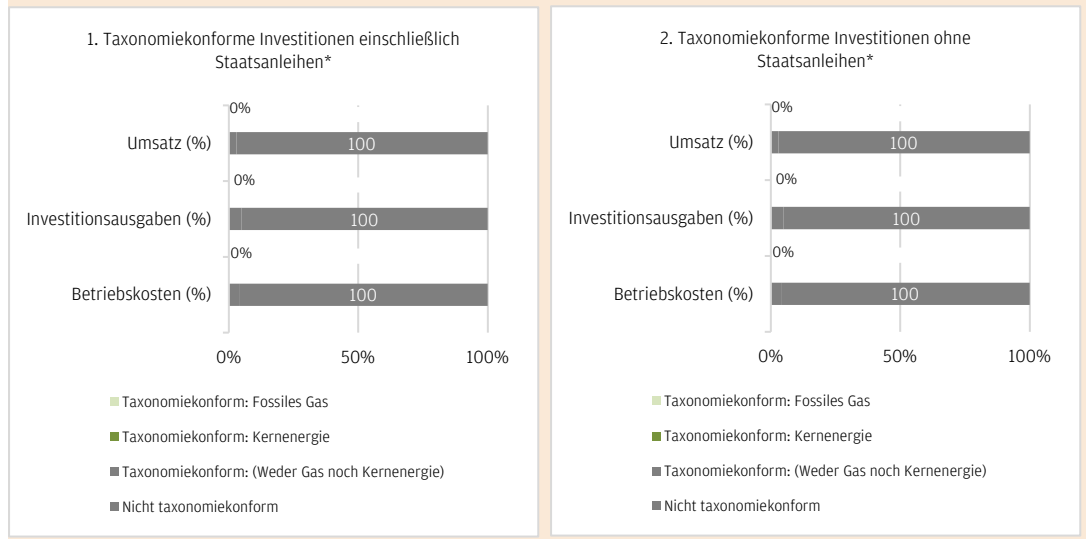 1. Taxonomiekonforme Investitionen einschließlich
Staatsanleihen*
0%
Umsatz (%)
100
0%
Investitionsausgaben (%)
100
0%
Betriebskosten (%)
100
0%
50%
100%
Taxonomiekonform: Fossiles Gas
Taxonomiekonform: Kernenergie
Taxonomiekonform: (Weder Gas noch Kernenergie)
Nicht taxonomiekonform
2. Taxonomiekonforme Investitionen ohne
Staatsanleihen*
0%
Umsatz (%)
100
0%
Investitionsausgaben (%)
100
0%
Betriebskosten (%)
100
0%
50%
100%
Taxonomiekonform: Fossiles Gas
Taxonomiekonform: Kernenergie
Taxonomiekonform: (Weder Gas noch Kernenergie)
Nicht taxonomiekonform